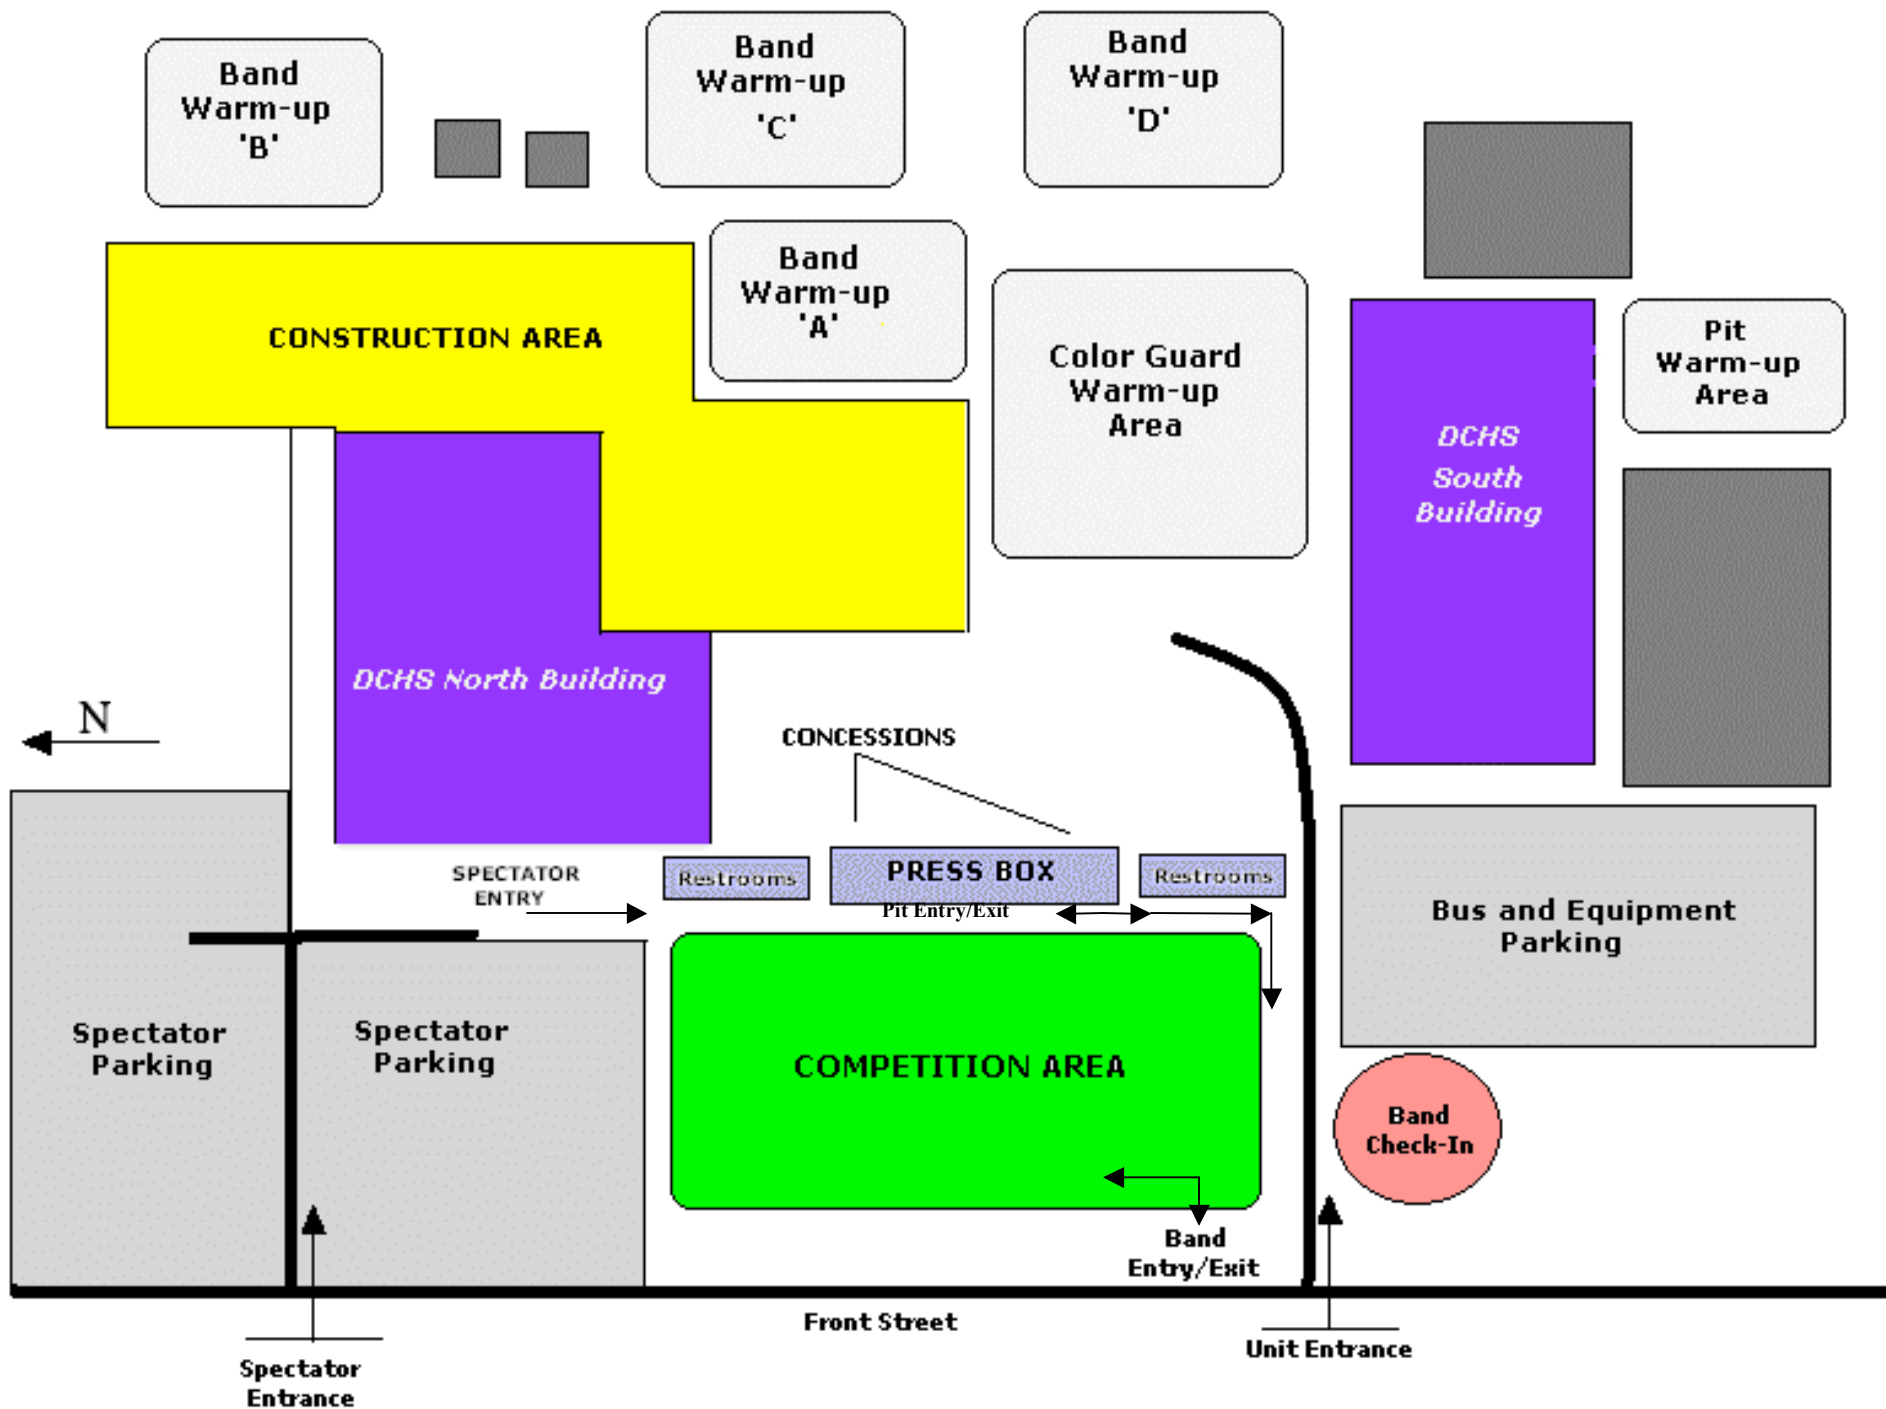 Band
Warm-up
'B'
Band
Warm-up
'C'
Band
Warm-up
'D'
Band
Warm-up
'A'
CONSTRUCTION AREA
Color Guard
Warm-up
Area
Pit
Warm-up
Area
DCHS
South
Building
DCHS North Building
N
CONCESSIONS
SPECTATOR
ENTRY
Restrooms
PRESS BOX
Restrooms
Pit Entry/Exit
Bus and Equipment
Parking
Spectator
Parking
Spectator
Parking
COMPETITION AREA
Band
Check-In
Band
Entry/Exit
Front Street
Spectator
Entrance
Unit Entrance